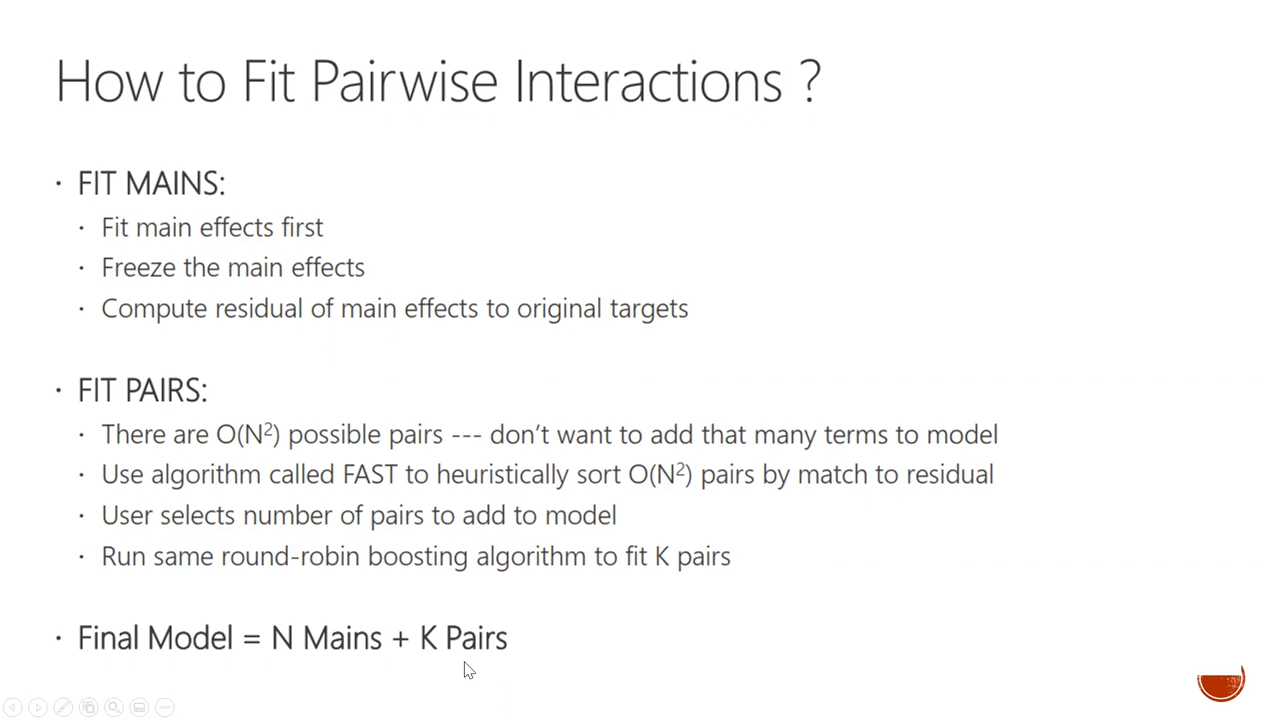 How to Fit Pairwise Interactions ?
· FIT MAINS:
· Fit main effects first
· Freeze the main effects
· Compute residual of main effects to original targets
· FIT PAIRS:
· There are O(N²) possible pairs --- don't want to add that many terms to model
· Use algorithm called FAST to heuristically sort O(N²) pairs by match to residual
· User selects number of pairs to add to model
· Run same round-robin boosting algorithm to fit K pairs
· Final Model = N Mains + K Pairs